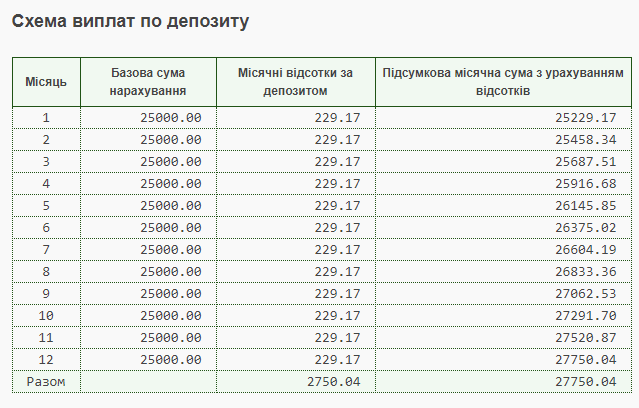 Схема виплат по депозиту
Місяць Базова сума нарахування Місячні відсотки за депозитом Підсумкова місячна сума з урахуванням відсотків
1 25000.00 229.17 25229.17
2 25000.00 229.17 25458.34
3 25000.00 229.17 25687.51
4 25000.00 229.17 25916.68
5 25000.00 229.17 26145.85
6 25000.00 229.17 26375.02
7 25000.00 229.17 26604.19
8 25000.00 229.17 26833.36
9 25000.00 229.17 27062.53
10 25000.00 229.17 27291.70
11 25000.00 229.17 27520.87
12 25000.00 229.17 27750.04
Разом 2750.04 27750.04